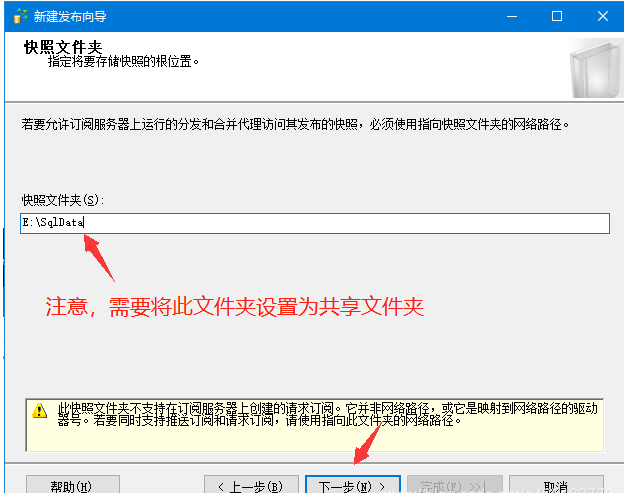 新建发布向导
快照文件夹
指定将要存储快照的根位置。
若要允许订阅服务器上运行的分发和合并代理访问其发布的快照，必须使用指向快照文件夹的网络路径。
快照文件夹(S):
E:\SqlData
注意，需要将此文件夹设置为共享文件夹
此快照文件夹不支持在订阅服务器上创建的请求订阅。它并非网络路径，或它是映射到网络路径的驱动
器号。若要同时支持推送订阅和请求订阅，请使用指向此文件夹的网络路径。
帮助(H)
< 上一步(B)
下一步(N) >
完成(F) >>|
取消